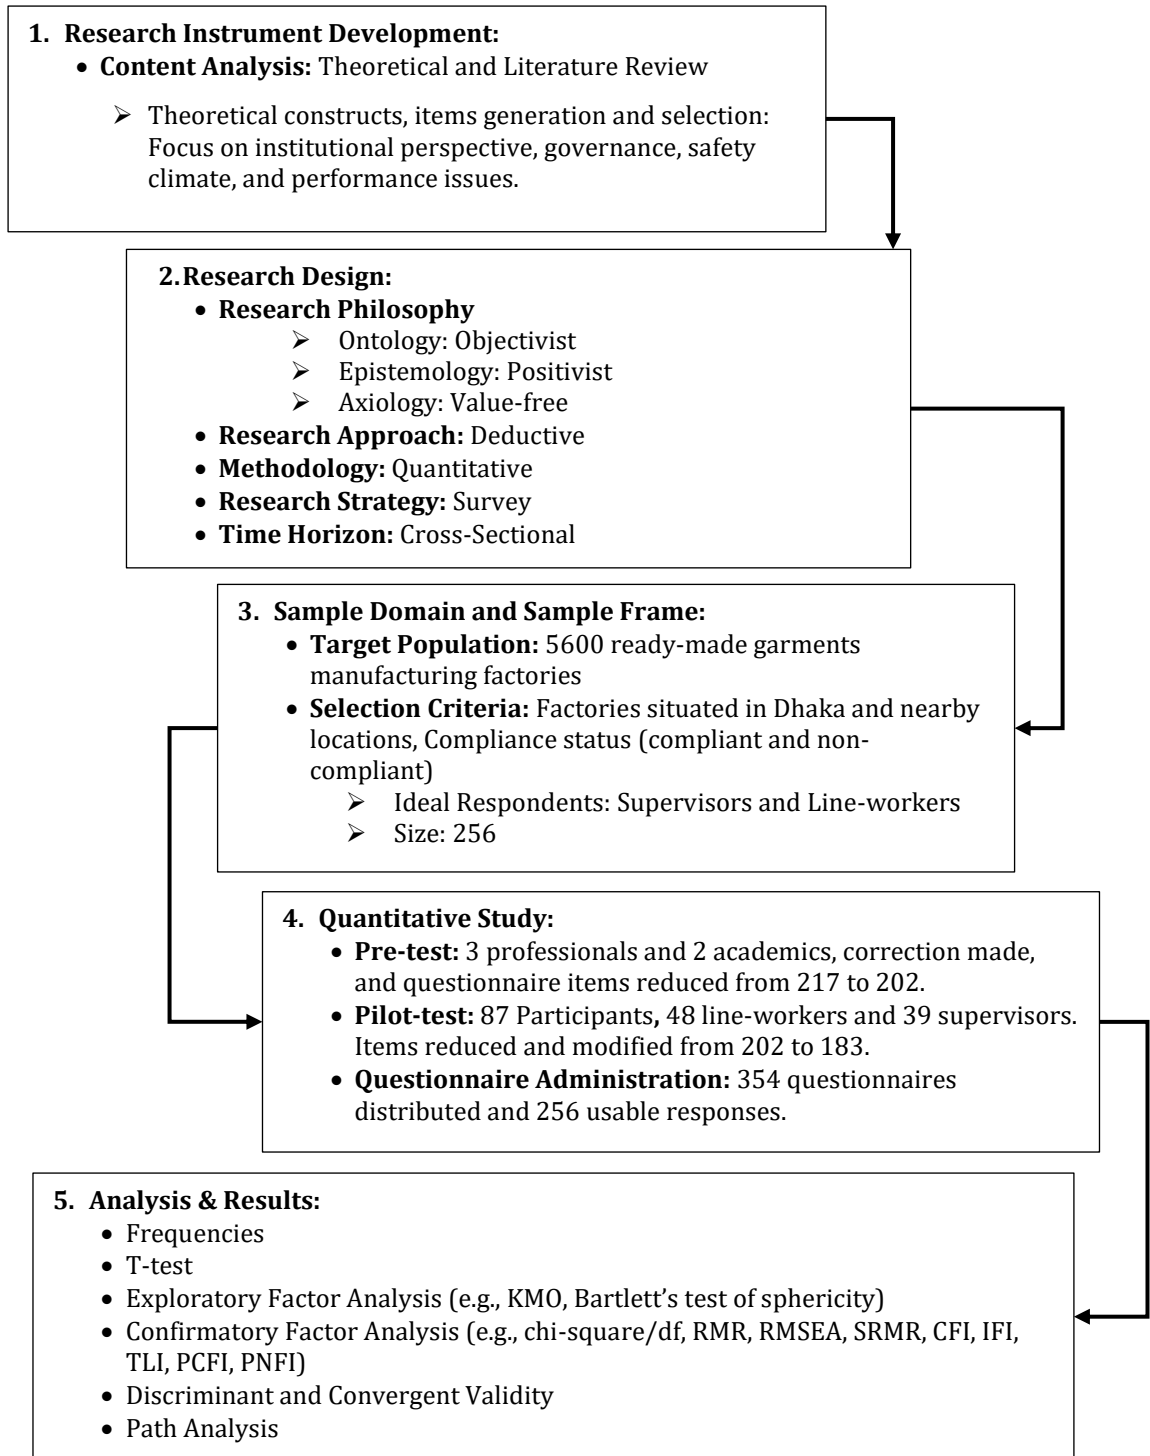 1. Research Instrument Development:
• Content Analysis: Theoretical and Literature Review
➢ Theoretical constructs, items generation and selection:
Focus on institutional perspective, governance, safety
climate, and performance issues.
2. Research Design:
• Research Philosophy
➢ Ontology: Objectivist
➢ Epistemology: Positivist
➢ Axiology: Value-free
• Research Approach: Deductive
• Methodology: Quantitative
• Research Strategy: Survey
• Time Horizon: Cross-Sectional
3. Sample Domain and Sample Frame:
• Target Population: 5600 ready-made garments
manufacturing factories
• Selection Criteria: Factories situated in Dhaka and nearby
locations, Compliance status (compliant and non-
compliant)
➢ Ideal Respondents: Supervisors and Line-workers
➢ Size: 256
4. Quantitative Study:
• Pre-test: 3 professionals and 2 academics, correction made,
and questionnaire items reduced from 217 to 202.
• Pilot-test: 87 Participants, 48 line-workers and 39 supervisors.
Items reduced and modified from 202 to 183.
• Questionnaire Administration: 354 questionnaires
distributed and 256 usable responses.
5. Analysis & Results:
• Frequencies
• T-test
• Exploratory Factor Analysis (e.g., KMO, Bartlett’s test of sphericity)
• Confirmatory Factor Analysis (e.g., chi-square/df, RMR, RMSEA, SRMR, CFI, IFI,
TLI, PCFI, PNFI)
• Discriminant and Convergent Validity
• Path Analysis